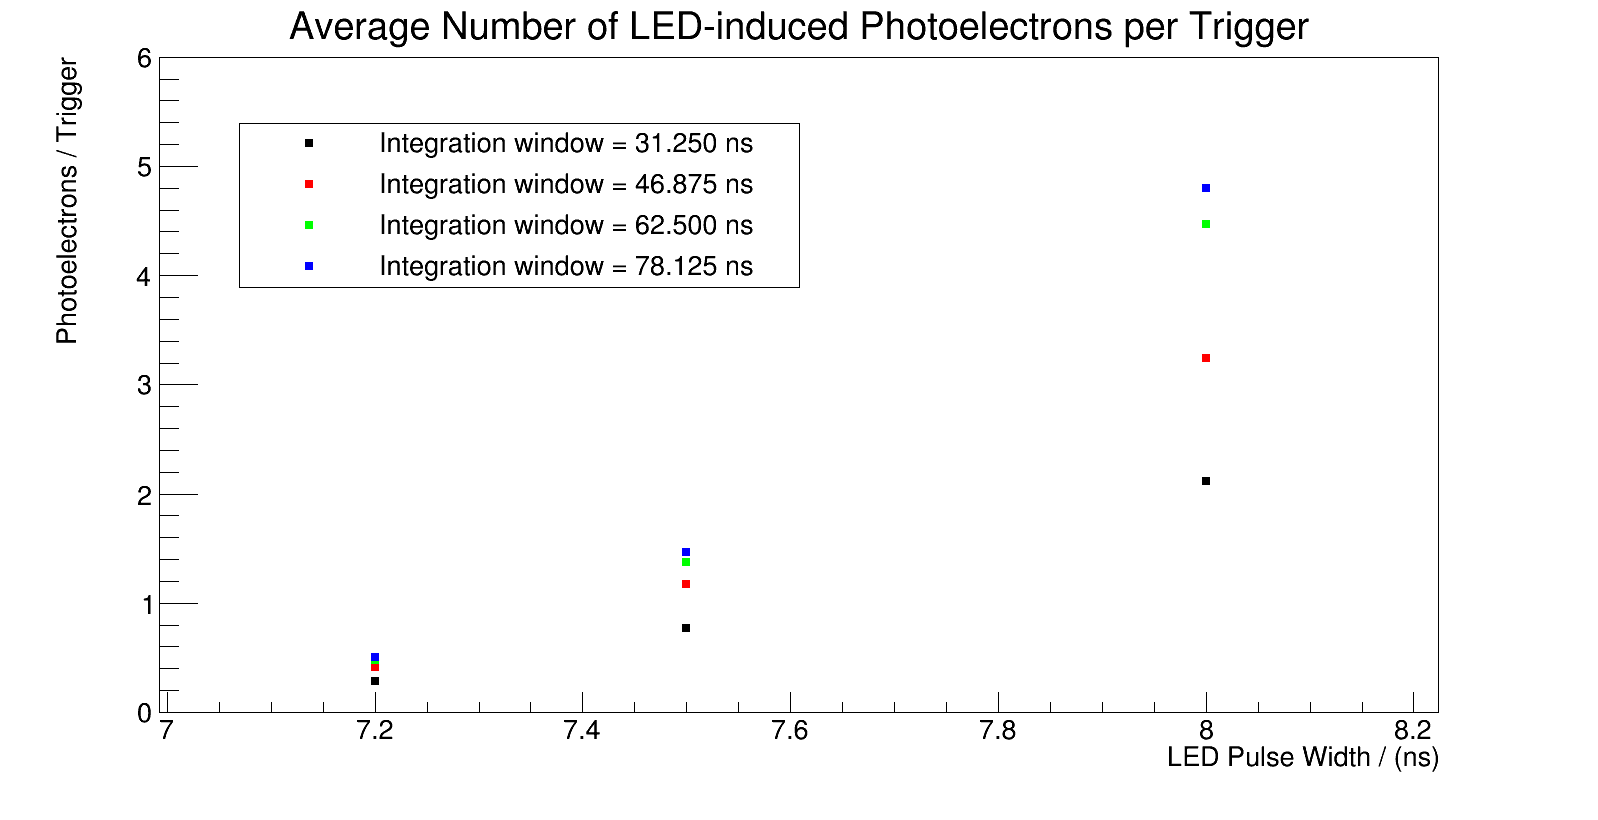 Average Number of LED-induced Photoelectrons per Trigger
Photoelectrons / Trigger
6
5
4
3
2
1
0
Integration window = 31.250 ns
Integration window = 46.875 ns
Integration window = 62.500 ns
Integration window = 78.125 ns
7 7.2 7.4 7.6 7.8 8 8.2
LED Pulse Width / (ns)